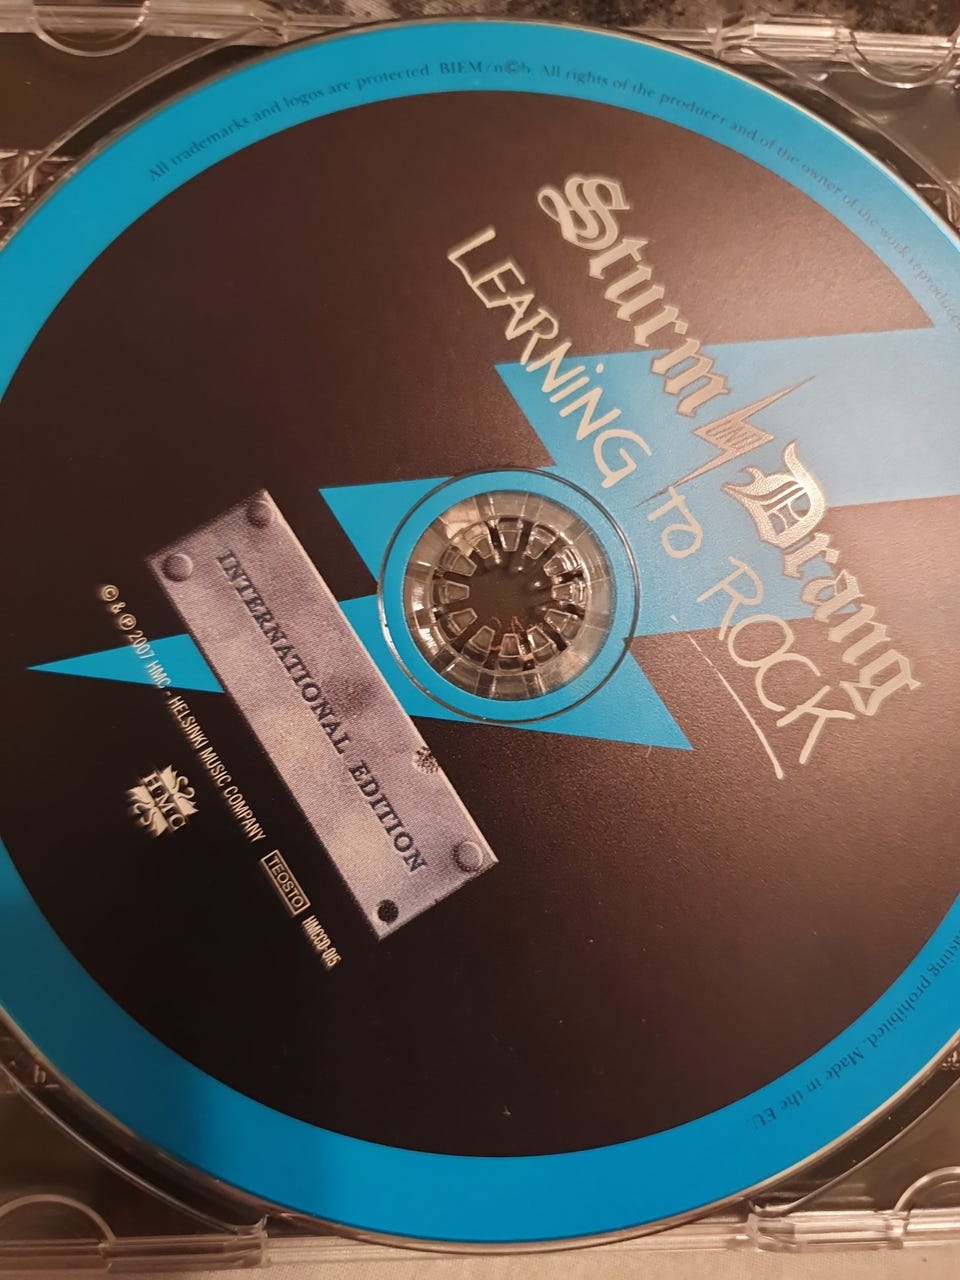 All trademarks and logos are protected. BIEM/n©b. All rights of the producer and of the owner of the work reproduced
Sturm Drang
LEARNiNG to ROCK
INTERNATIONAL EDITION
© & ℗ 2007 HMC - HELSINKI MUSIC COMPANY
HMC
TEOSTO HMCCD-015
prohibited. Made in the EU.